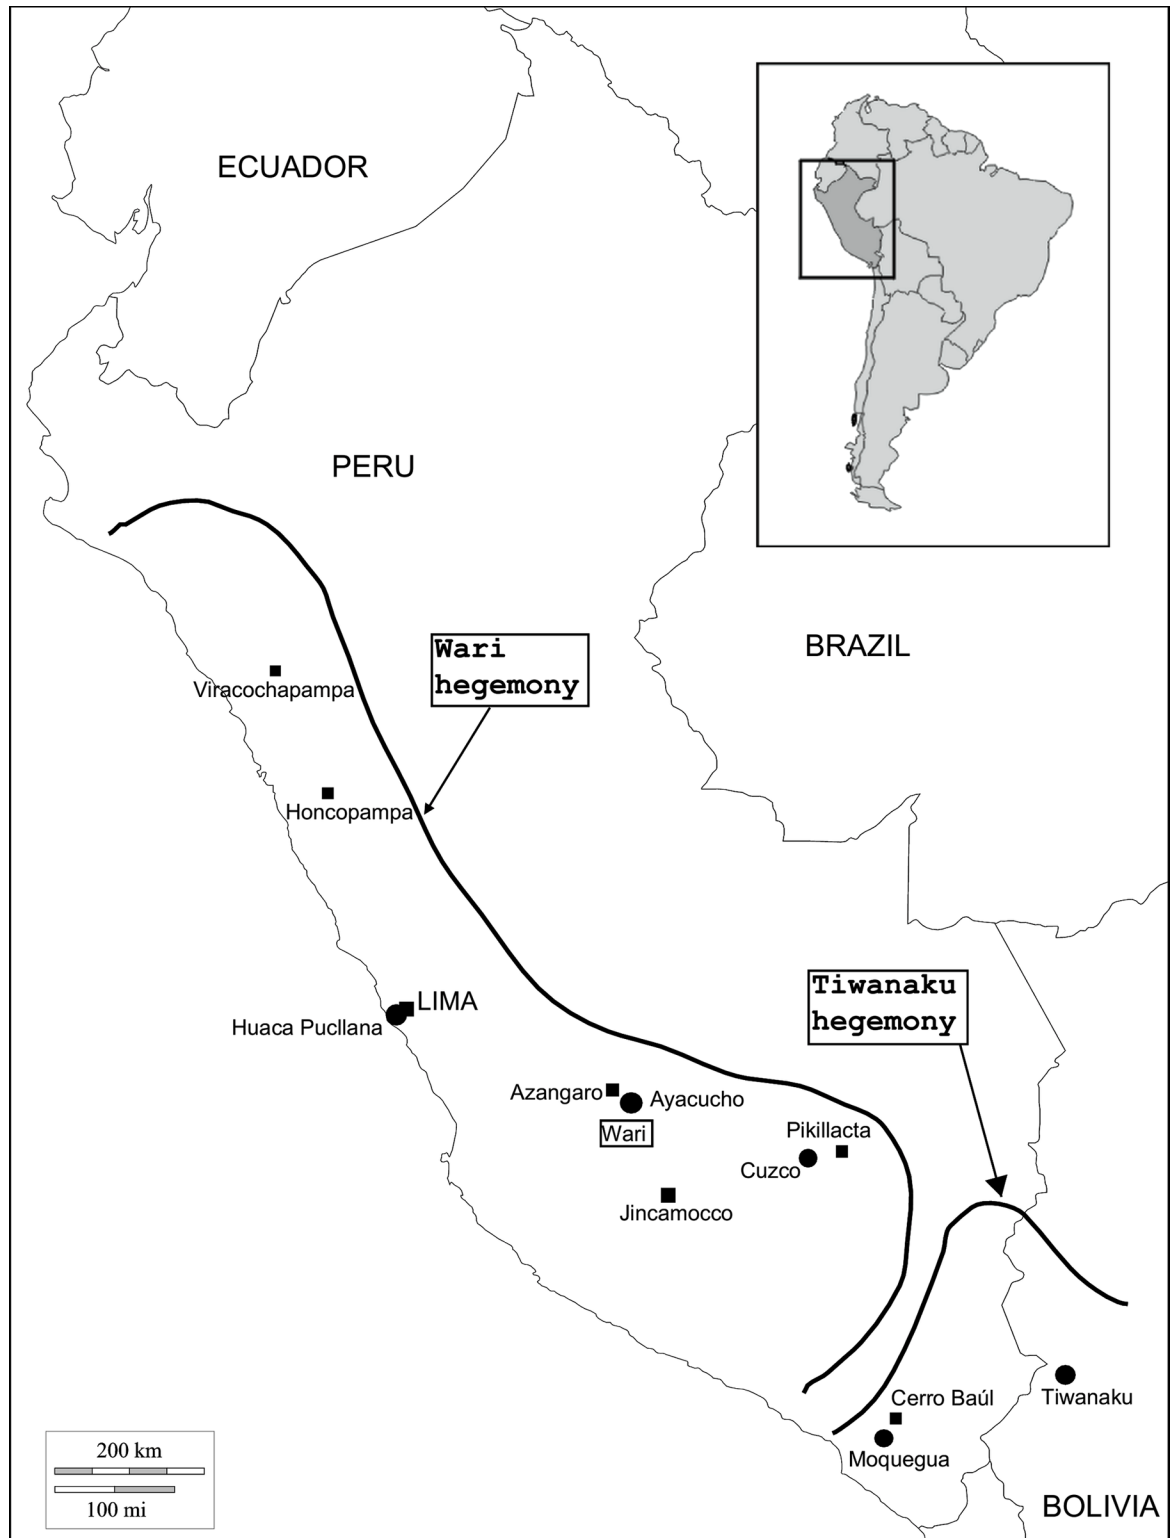 ECUADOR
PERU
Wari
hegemony
BRAZIL
Viracochapampa
Honcopampa
LIMA
Huaca Pucllana
Tiwanaku
hegemony
Azangaro
Ayacucho
Wari
Pikillacta
Cuzco
Jincamocco
Cerro Baúl
Tiwanaku
Moquegua
200 km
100 mi
BOLIVIA